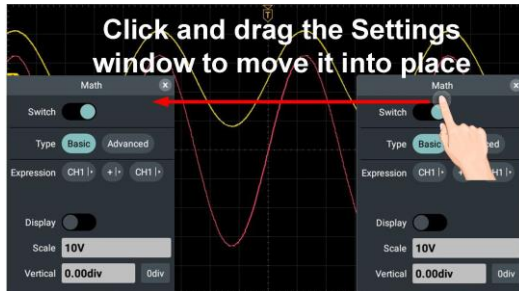 T
Click and drag the Settings
window to move it into place
Math
Switch
Type Basic Advanced
Expression CH1 + CH1
Display
Scale 10V
Vertical 0.00div 0div
Math
Switch
Type Basic
Expression CH1 + CH1
Display
Scale 10V
Vertical 0.00div 0div